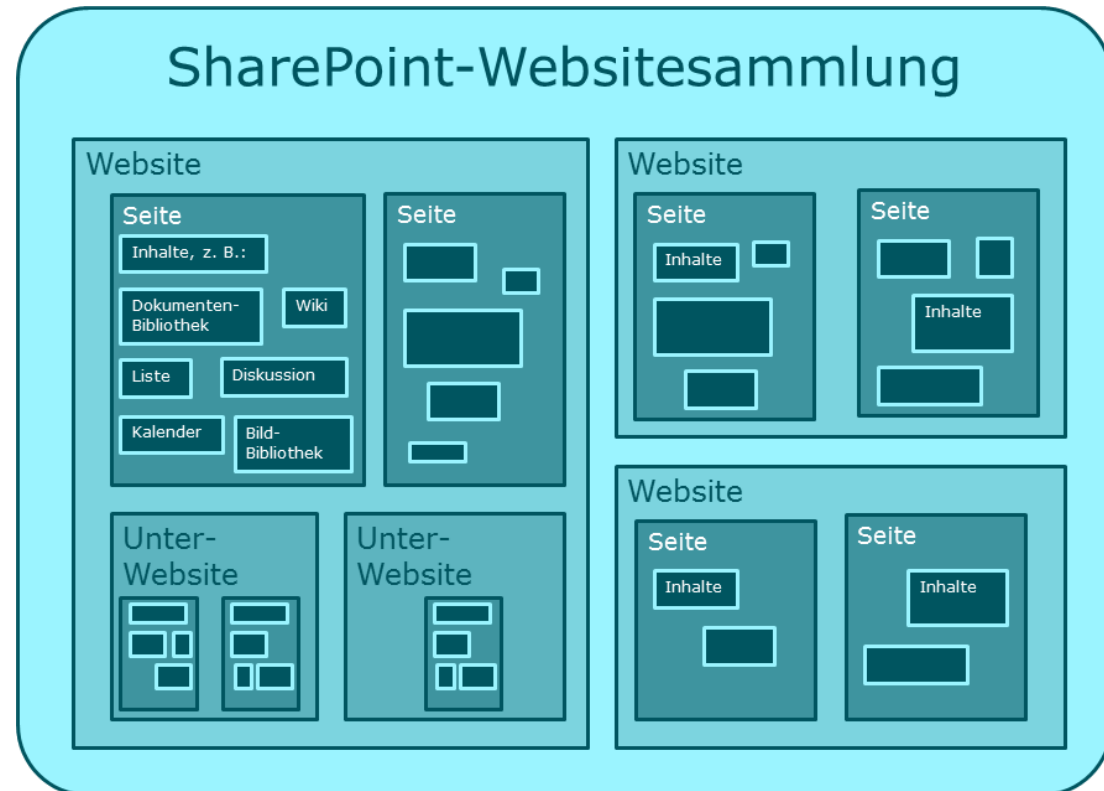 SharePoint-Websitesammlung
Website
Seite
Inhalte, z. B.:
Dokumenten-
Bibliothek
Wiki
Liste
Diskussion
Kalender
Bild-
Bibliothek
Seite
Unter-
Website
Unter-
Website
Website
Seite
Inhalte
Seite
Inhalte
Website
Seite
Inhalte
Seite
Inhalte